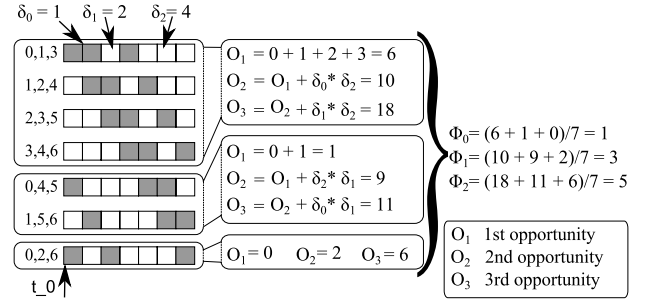 δ₀ = 1 δ₁ = 2 δ₂= 4
0,1,3
1,2,4
2,3,5
3,4,6
0,4,5
1,5,6
0,2,6
t_0
O₁ = 0 + 1 + 2 + 3 = 6
O₂ = O₁ + δ₀* δ₂ = 10
O₃ = O₂ + δ₁* δ₂ = 18
O₁ = 0 + 1 = 1
O₂ = O₁ + δ₂* δ₁ = 9
O₃ = O₂ + δ₀* δ₁ = 11
O₁= 0 O₂= 2 O₃= 6
Φ₀= (6 + 1 + 0)/7 = 1
Φ₁= (10 + 9 + 2)/7 = 3
Φ₂= (18 + 11 + 6)/7 = 5
O₁ 1st opportunity
O₂ 2nd opportunity
O₃ 3rd opportunity